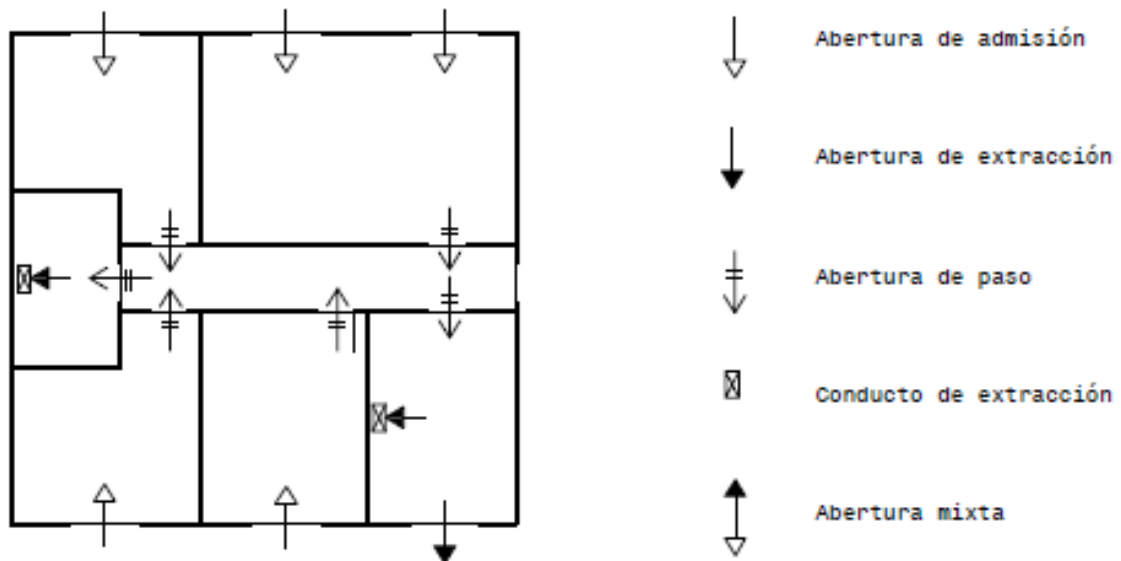 Abertura de admisión
Abertura de extracción
Abertura de paso
Conducto de extracción
Abertura mixta